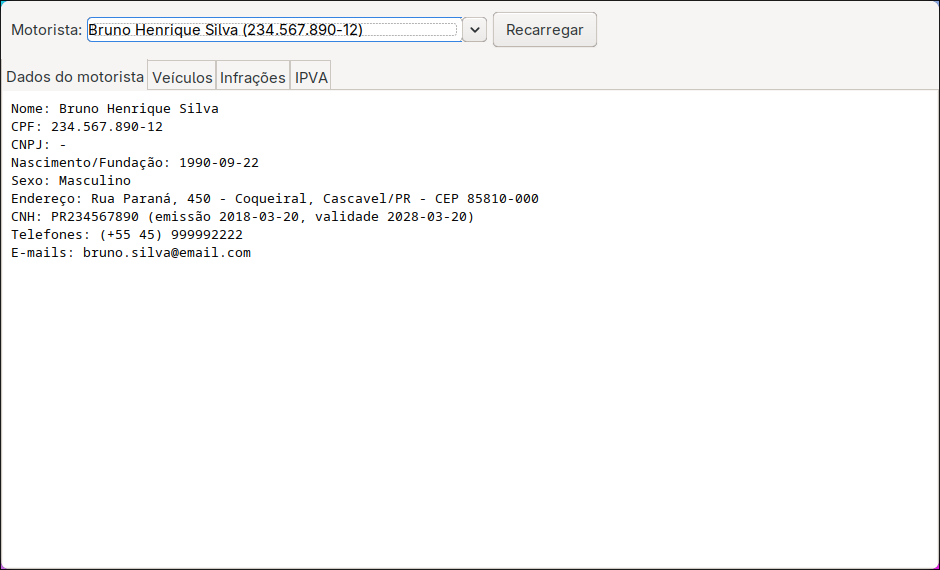 Motorista: Bruno Henrique Silva (234.567.890-12) Recarregar
Dados do motorista Veículos Infrações IPVA
Nome: Bruno Henrique Silva
CPF: 234.567.890-12
CNPJ: -
Nascimento/Fundação: 1990-09-22
Sexo: Masculino
Endereço: Rua Paraná, 450 - Coqueiral, Cascavel/PR - CEP 85810-000
CNH: PR234567890 (emissão 2018-03-20, validade 2028-03-20)
Telefones: (+55 45) 999992222
E-mails: bruno.silva@email.com